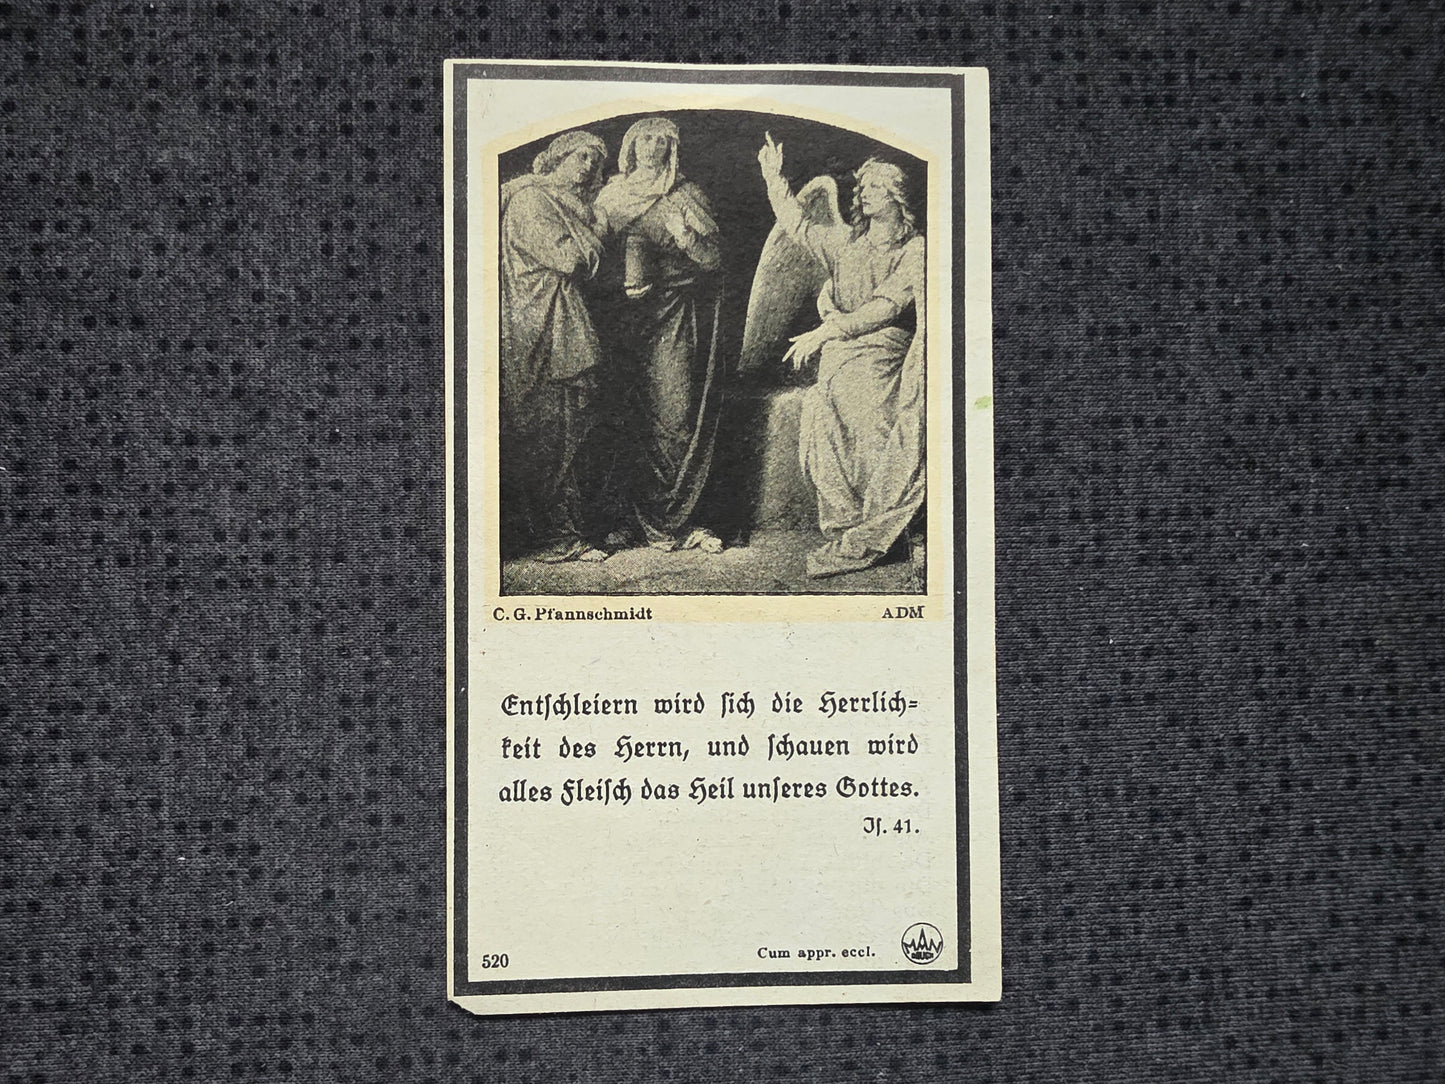 C. G. Pfannschmidt ADM
Entſchleiern wird ſich die Herrlich⸗
keit des Herrn, und ſchauen wird
alles Fleiſch das Heil unſeres Gottes.
Iſ. 41.
520 Cum appr. eccl. MAN